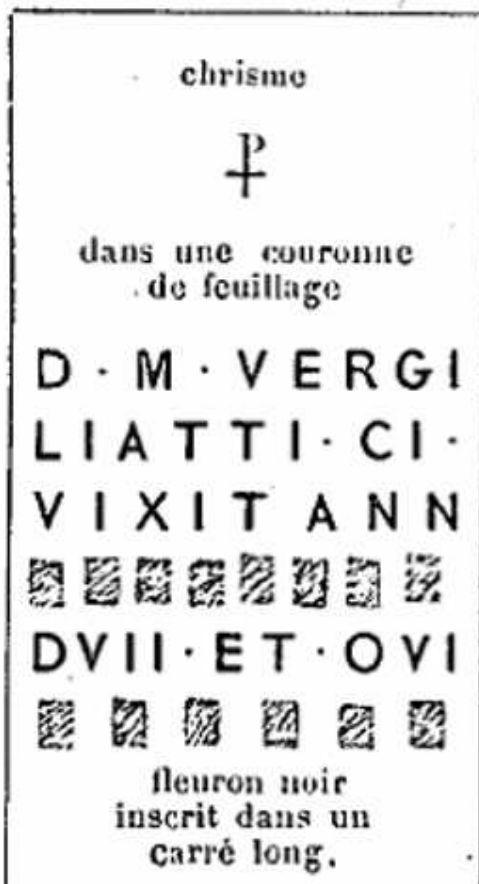 chrisme
dans une couronne
de feuillage
D · M · VERGI
LIATTI · CI ·
VIXIT ANN
DVII · ET · OVI
fleuron noir
inscrit dans un
carré long.